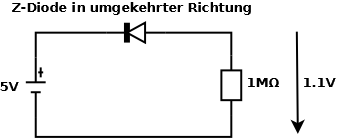 Z-Diode in umgekehrter Richtung
+
5V
1MΩ
1.1V